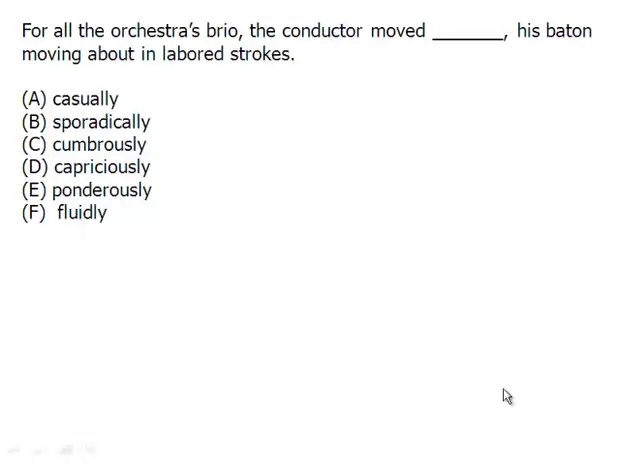 For all the orchestra’s brio, the conductor moved _______, his baton
moving about in labored strokes.
(A) casually
(B) sporadically
(C) cumbrously
(D) capriciously
(E) ponderously
(F) fluidly